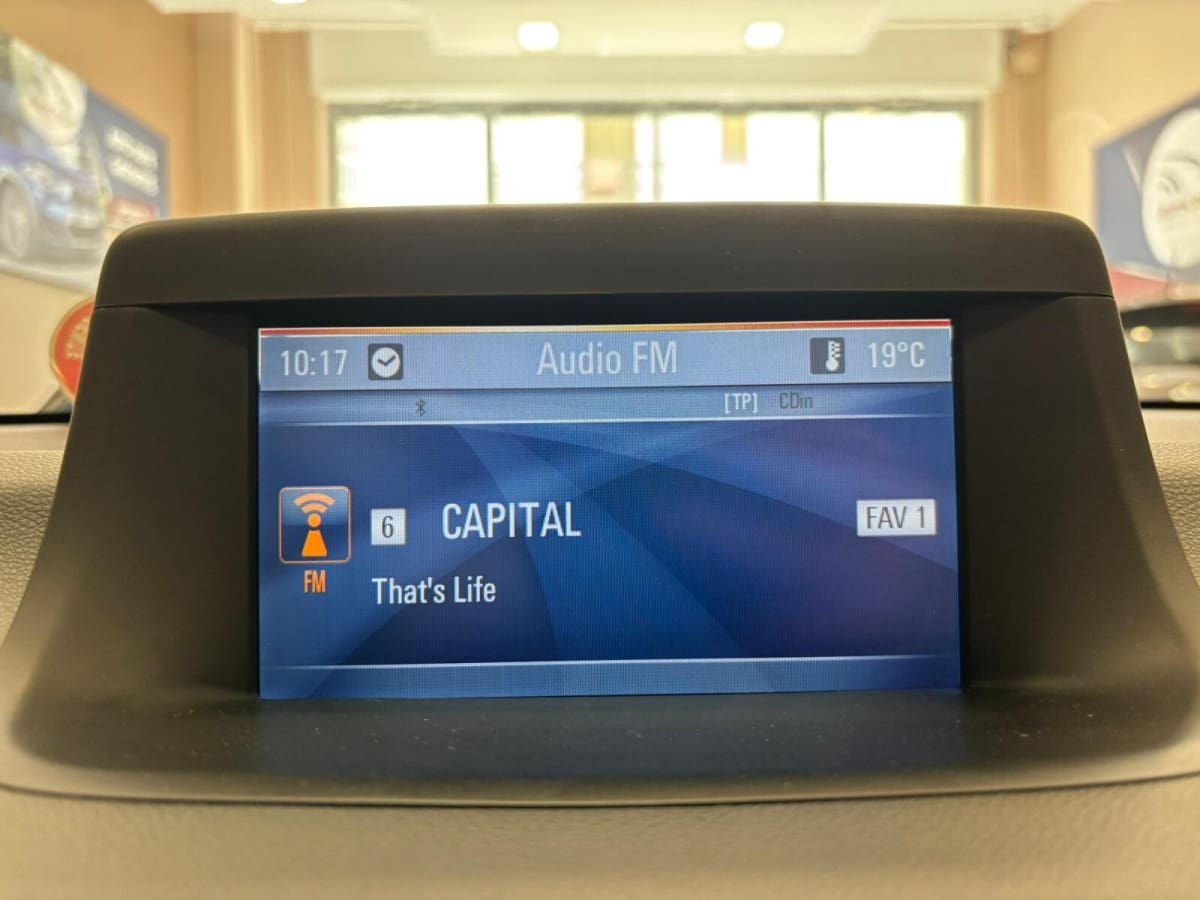 10:17 Audio FM 19°C
[TP] CDin
6 CAPITAL FAV 1
FM
That's Life